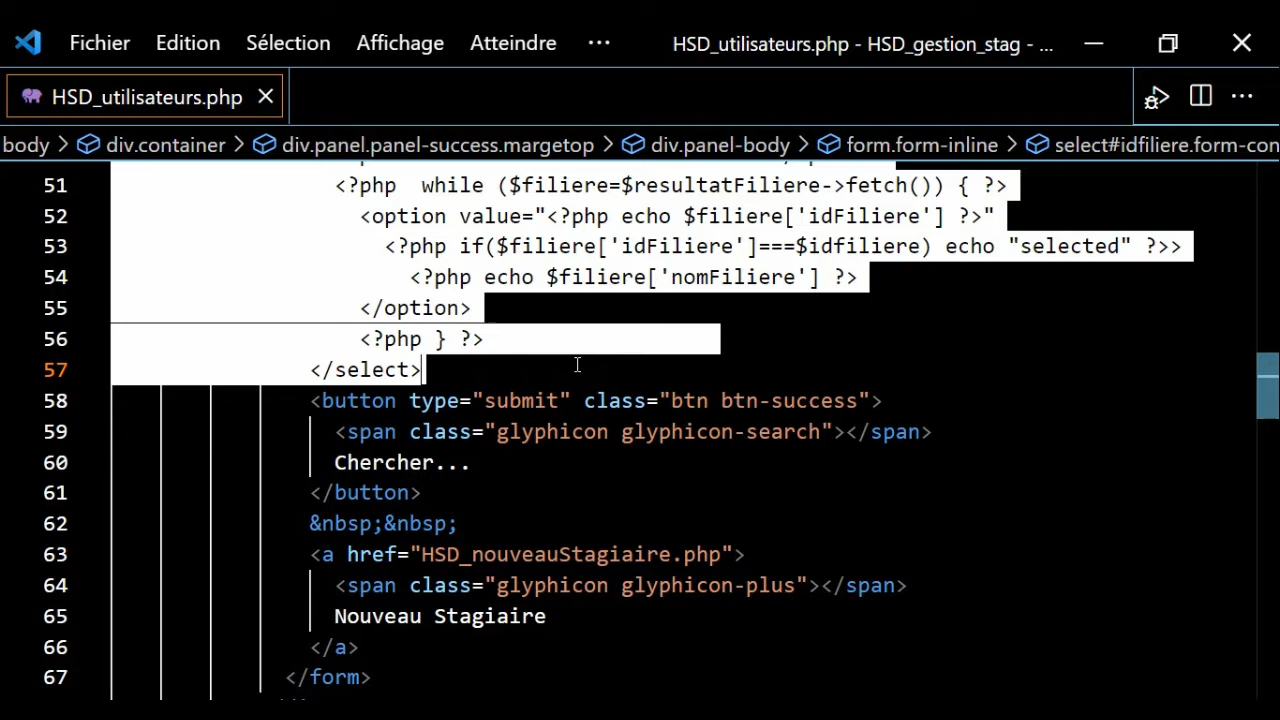 Fichier Edition Sélection Affichage Atteindre ··· HSD_utilisateurs.php - HSD_gestion_stag - ...
HSD_utilisateurs.php
body > div.container > div.panel.panel-success.margetop > div.panel-body > form.form-inline > select#idfiliere.form-con
51 <?php  while ($filiere=$resultatFiliere->fetch()) { ?>
52 <option value="<?php echo $filiere['idFiliere'] ?>"
53 <?php if($filiere['idFiliere']===$idfiliere) echo "selected" ?>>
54 <?php echo $filiere['nomFiliere'] ?>
55 </option>
56 <?php } ?>
57 </select>
58 <button type="submit" class="btn btn-success">
59 <span class="glyphicon glyphicon-search"></span>
60 Chercher...
61 </button>
62 &nbsp;&nbsp;
63 <a href="HSD_nouveauStagiaire.php">
64 <span class="glyphicon glyphicon-plus"></span>
65 Nouveau Stagiaire
66 </a>
67 </form>